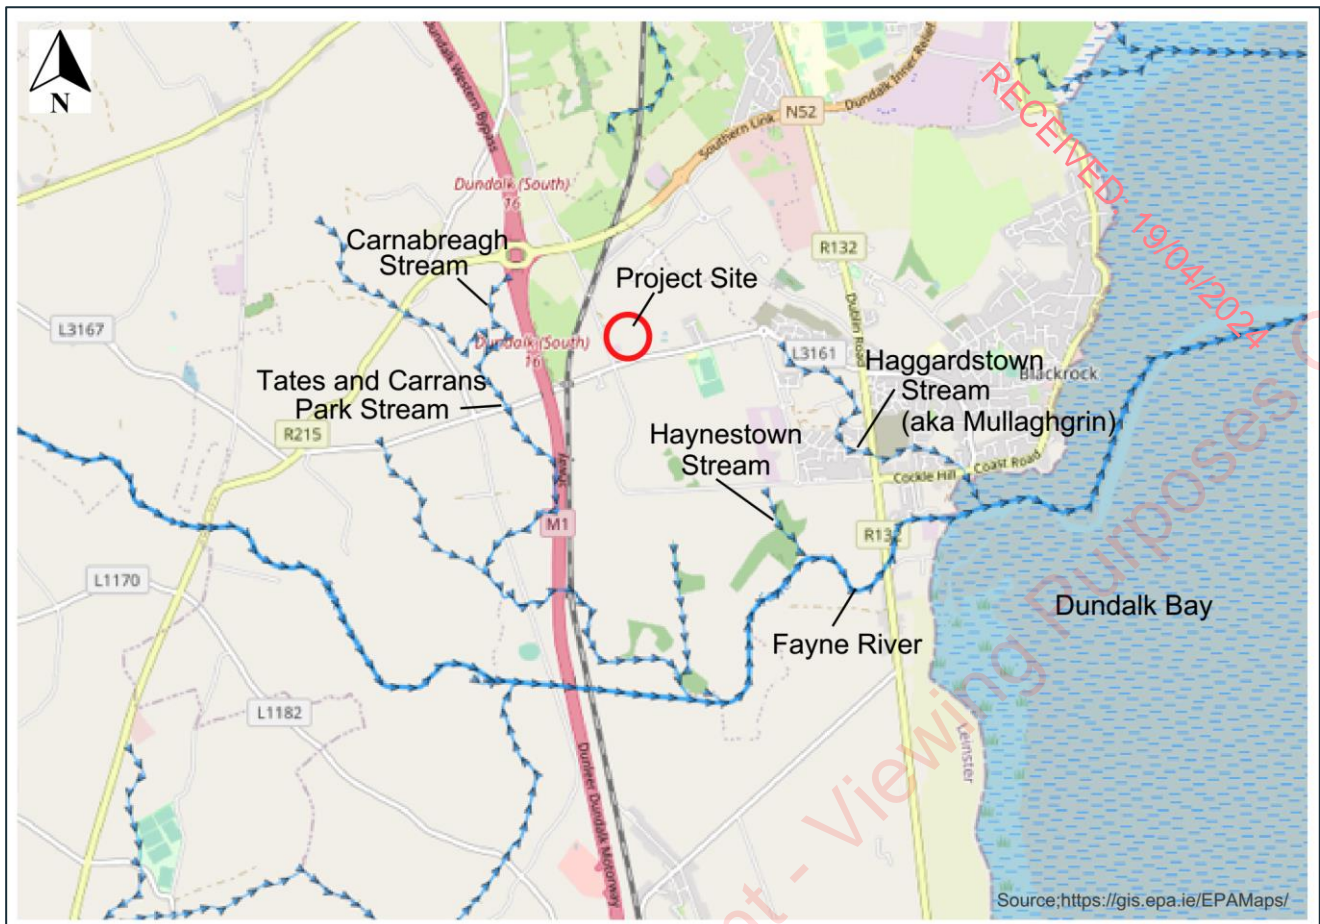 N
Dundalk Western Bypass
Southern Link
N52
Dundalk Inner Relief
RECEIVED: 19/04/2024
Dundalk (South)
16
Carnabreagh
Stream
R132
Project Site
L3167
Dundalk (South)
16
Dublin Road
L3161
Haggardstown
Stream
(aka Mullaghgrin)
Blackrock
Tates and Carrans
Park Stream
R215
Haynestown
Stream
Cockle Hill
Coast Road
M1
L1170
Dundalk Bay
Fayne River
L1182
Leinster
Dunleer Dundalk Motorway
- Viewing Purposes
Source;https://gis.epa.ie/EPAMaps/